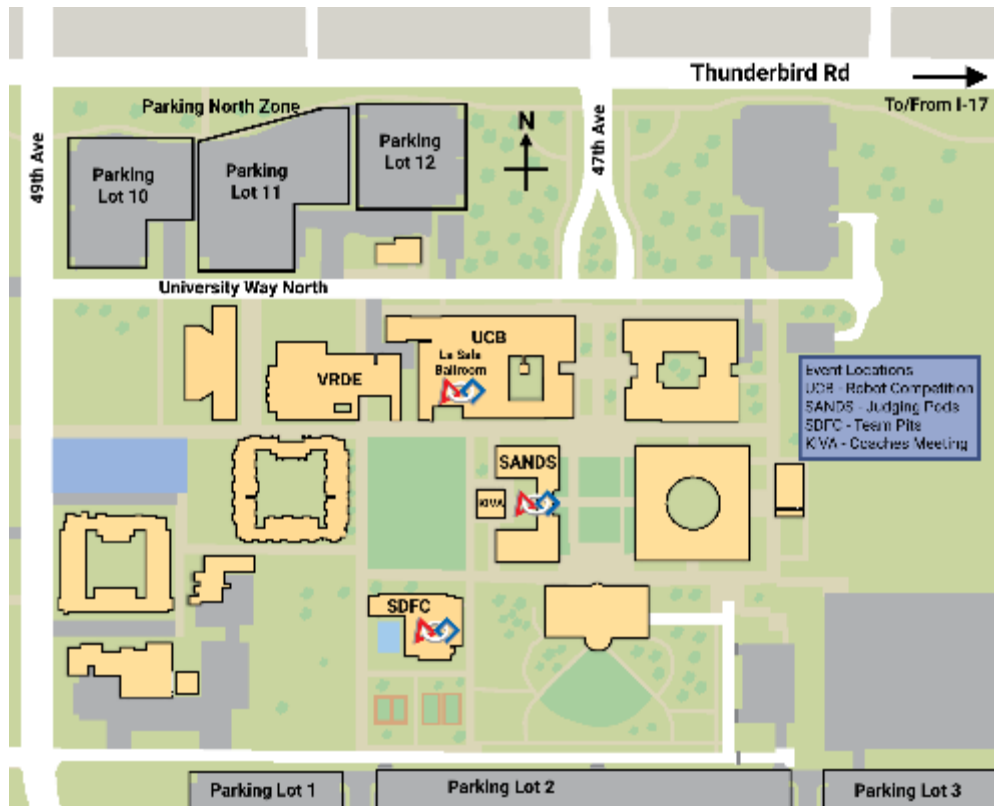 Thunderbird Rd
To/From I-17
Parking North Zone
49th Ave
47th Ave
N
Parking
Lot 10
Parking
Lot 11
Parking
Lot 12
University Way North
UCB
La Sala
Ballroom
VRDE
Event Locations
UCB - Robot Competition
SANDS - Judging Pods
SDFC - Team Pits
KIVA - Coaches Meeting
SANDS
KIVA
SDFC
Parking Lot 1
Parking Lot 2
Parking Lot 3